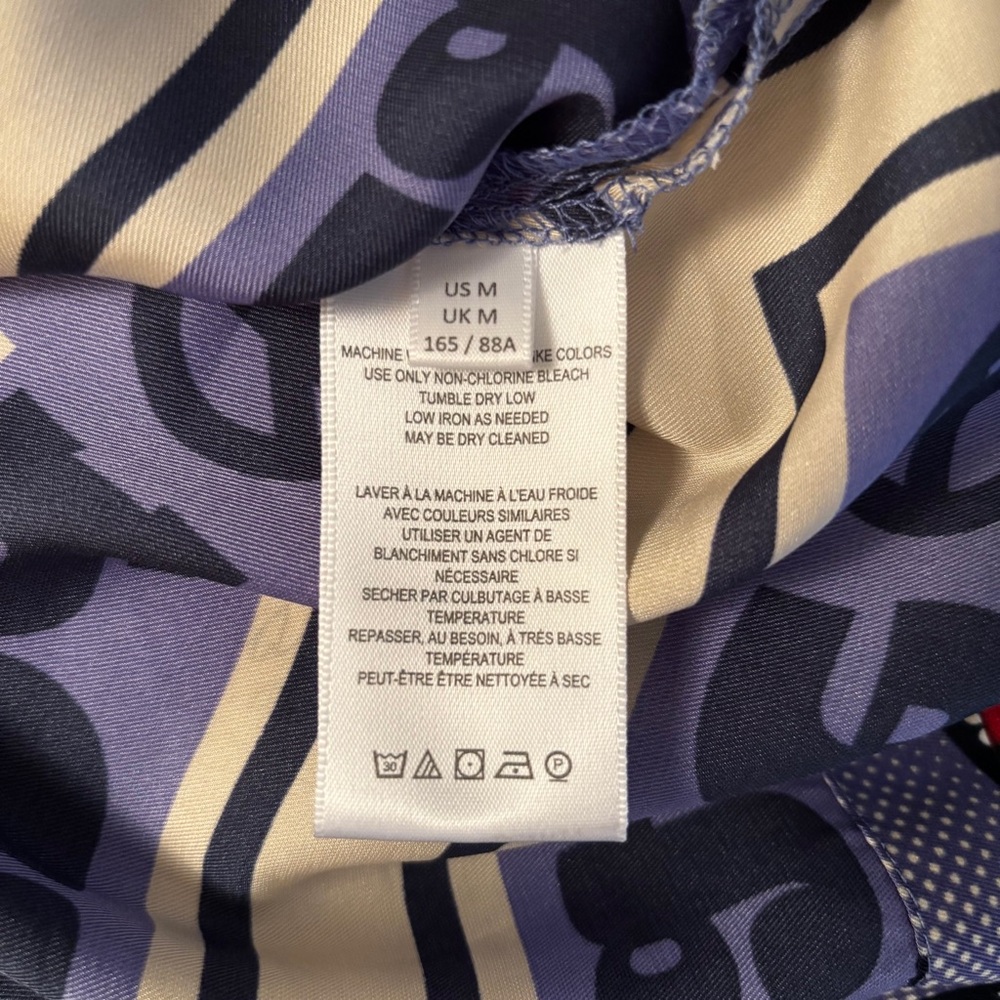 US M
UK M
165 / 88A
MACHINE COLORS
USE ONLY NON-CHLORINE BLEACH
TUMBLE DRY LOW
LOW IRON AS NEEDED
MAY BE DRY CLEANED
LAVER À LA MACHINE À L'EAU FROIDE
AVEC COULEURS SIMILAIRES
UTILISER UN AGENT DE
BLANCHIMENT SANS CHLORE SI
NÉCESSAIRE
SECHER PAR CULBUTAGE À BASSE
TEMPERATURE
REPASSER, AU BESOIN, À TRÉS BASSE
TEMPÉRATURE
PEUT-ÊTRE ÊTRE NETTOYÉE À SEC
30 P